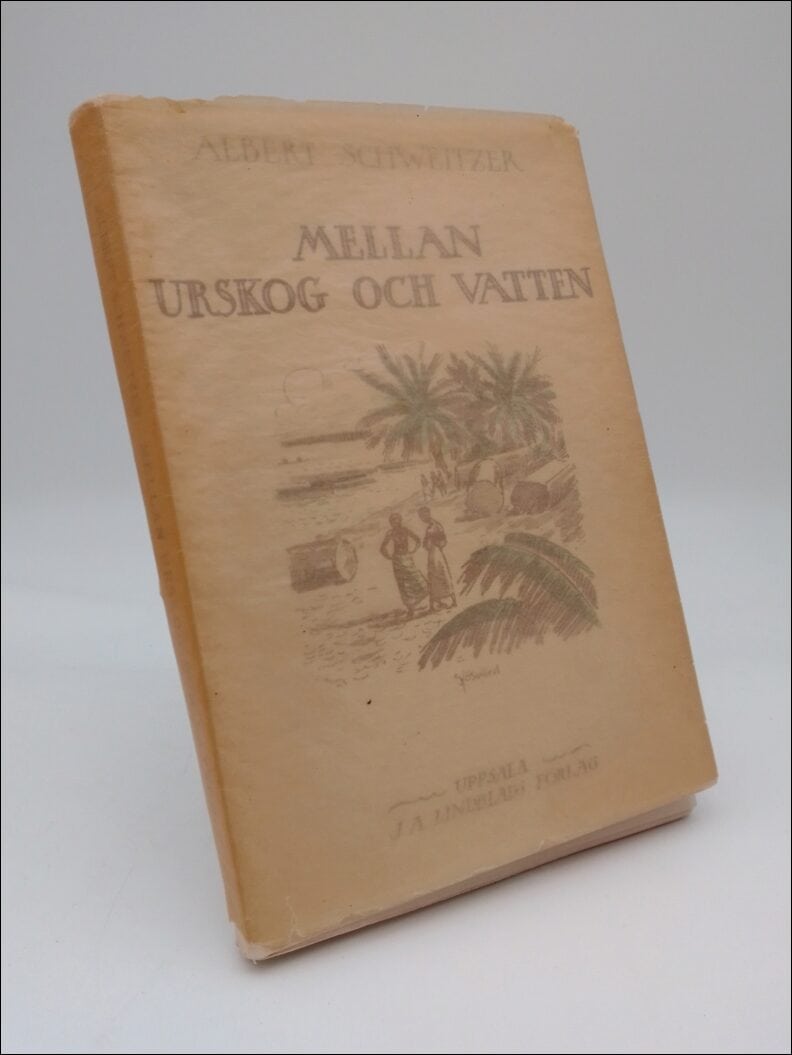 ALBERT SCHWEITZER
MELLAN
URSKOG OCH VATTEN
UPPSALA
J. A. LINDBLADS FÖRLAG